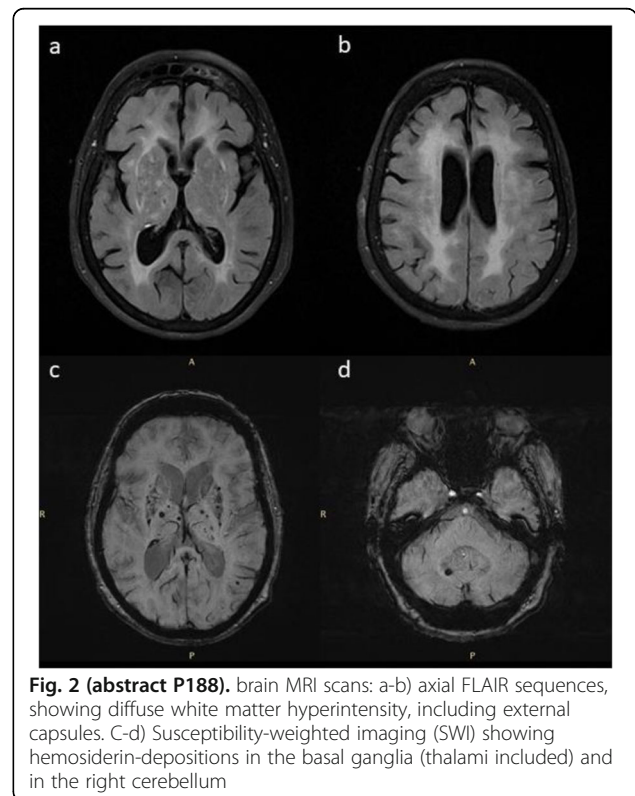 a
b
A
A
c
d
R
R
P
P
Fig. 2 (abstract P188). brain MRI scans: a-b) axial FLAIR sequences,
showing diffuse white matter hyperintensity, including external
capsules. C-d) Susceptibility-weighted imaging (SWI) showing
hemosiderin-depositions in the basal ganglia (thalami included) and
in the right cerebellum